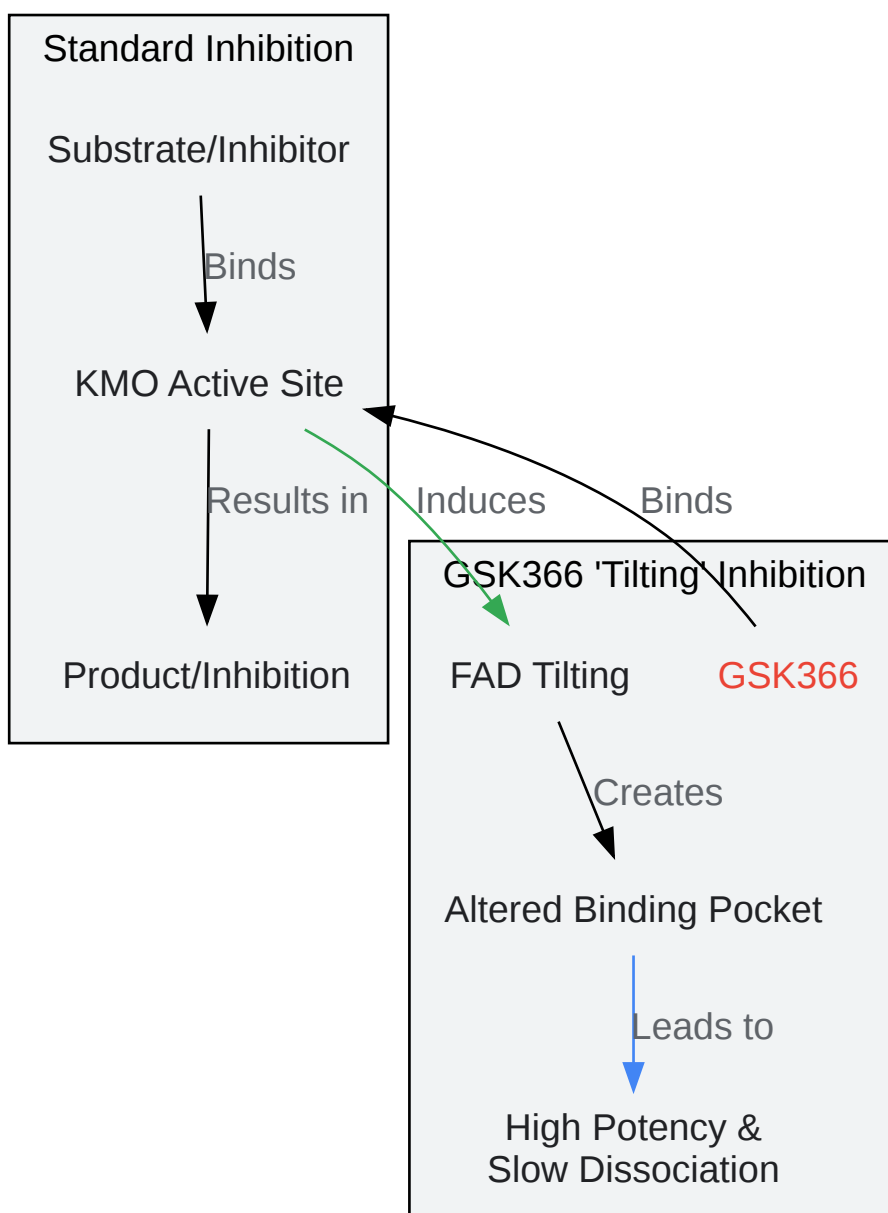 Standard Inhibition
Substrate/Inhibitor
Binds
KMO Active Site
Results in
Induces
Binds
GSK366 'Tilting' Inhibition
Product/Inhibition
FAD Tilting
GSK366
Creates
Altered Binding Pocket
Leads to
High Potency &
Slow Dissociation